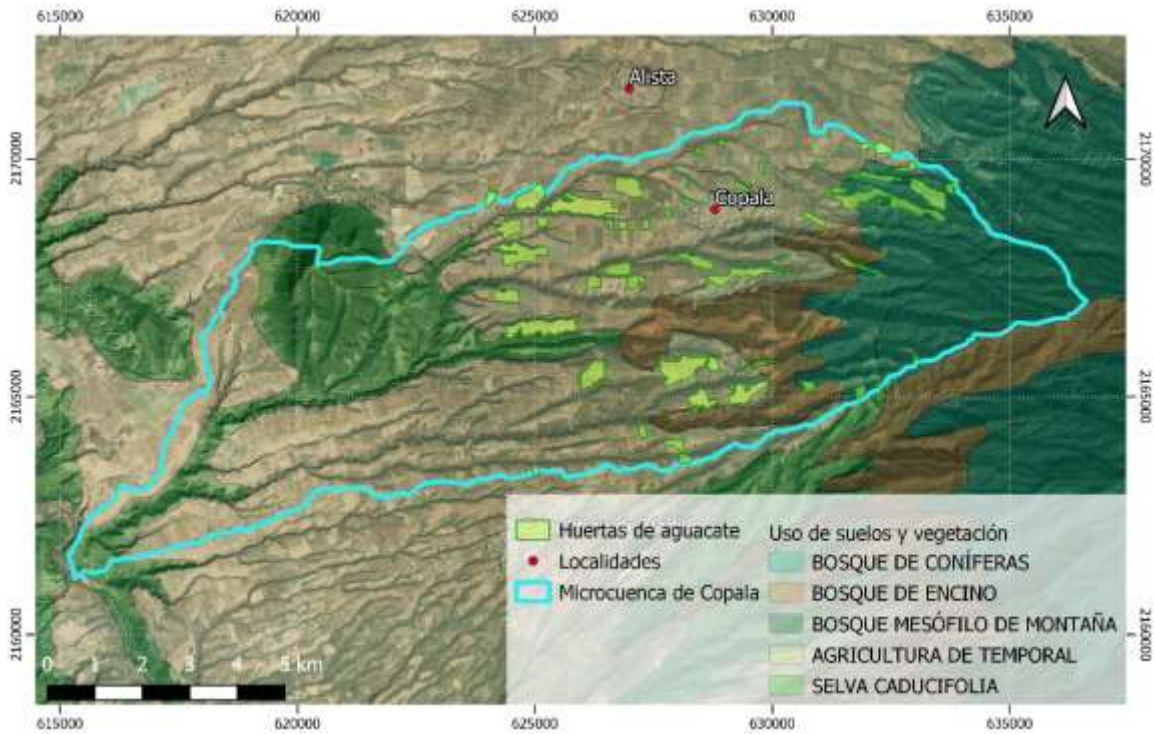 615000 620000 625000 630000 635000
Alista
2170000 2170000
Copala
2165000 2165000
Huertas de aguacate
Localidades
Microcuenca de Copala
Uso de suelos y vegetación
BOSQUE DE CONÍFERAS
BOSQUE DE ENCINO
BOSQUE MESÓFILO DE MONTAÑA
AGRICULTURA DE TEMPORAL
SELVA CADUCIFOLIA
2160000 2160000
0 1 2 3 4 5 km
615000 620000 625000 630000 635000